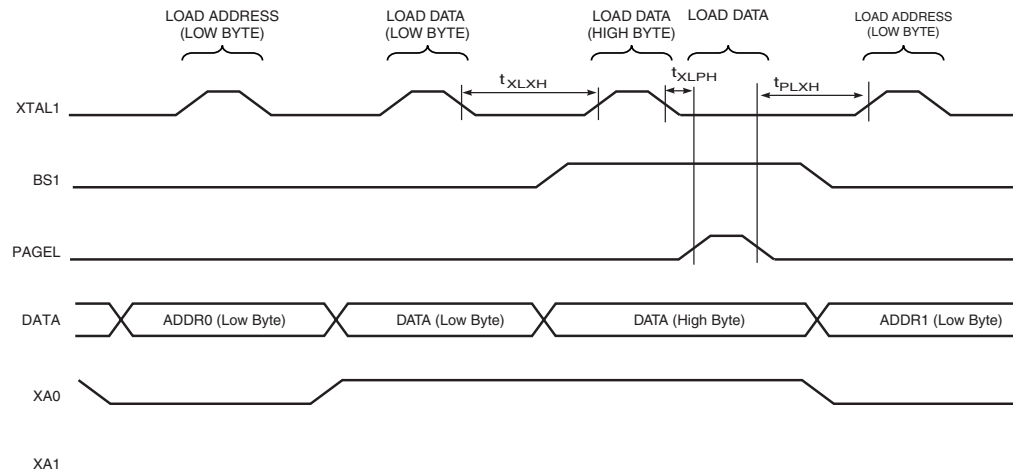 LOAD ADDRESS
(LOW BYTE)
LOAD DATA
(LOW BYTE)
LOAD DATA
(HIGH BYTE)
LOAD DATA
LOAD ADDRESS
(LOW BYTE)
tXLXH
tXLPH
tPLXH
XTAL1
BS1
PAGEL
DATA
ADDR0 (Low Byte)
DATA (Low Byte)
DATA (High Byte)
ADDR1 (Low Byte)
XA0
XA1